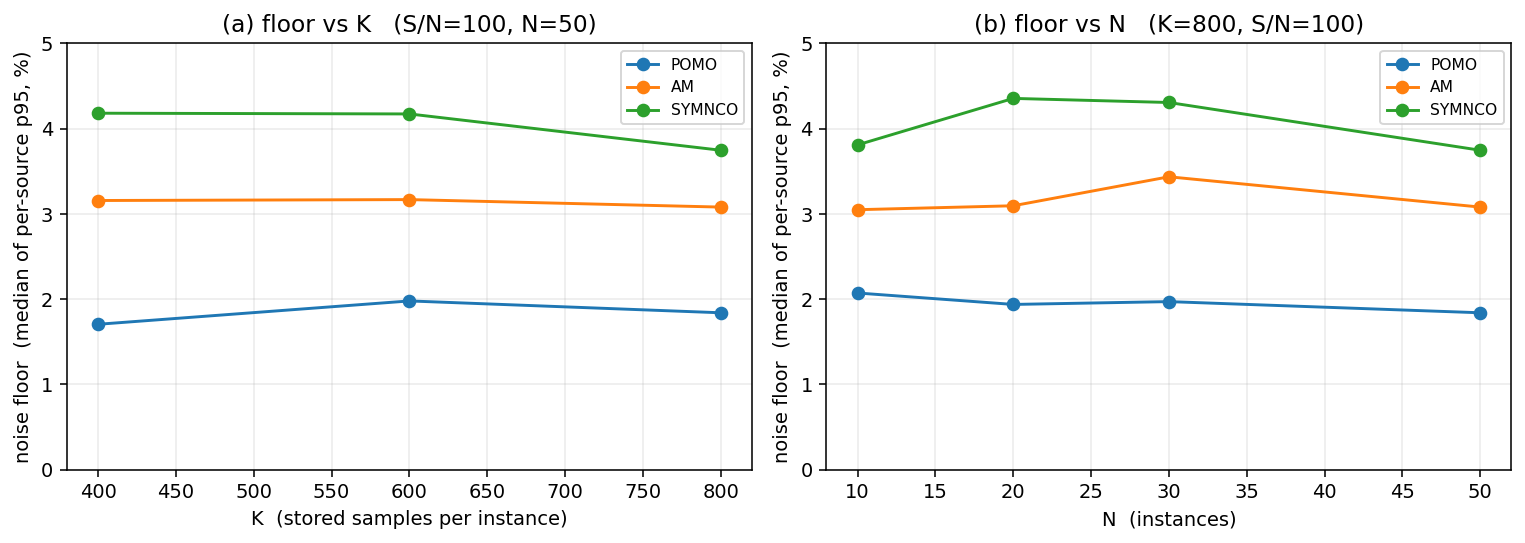 (a) floor vs K   (S/N=100, N=50)
noise floor  (median of per-source p95, %)
5
4
3
2
1
0
POMO
AM
SYMNCO
400 450 500 550 600 650 700 750 800
K  (stored samples per instance)
(b) floor vs N   (K=800, S/N=100)
noise floor  (median of per-source p95, %)
5
4
3
2
1
0
POMO
AM
SYMNCO
10 15 20 25 30 35 40 45 50
N  (instances)